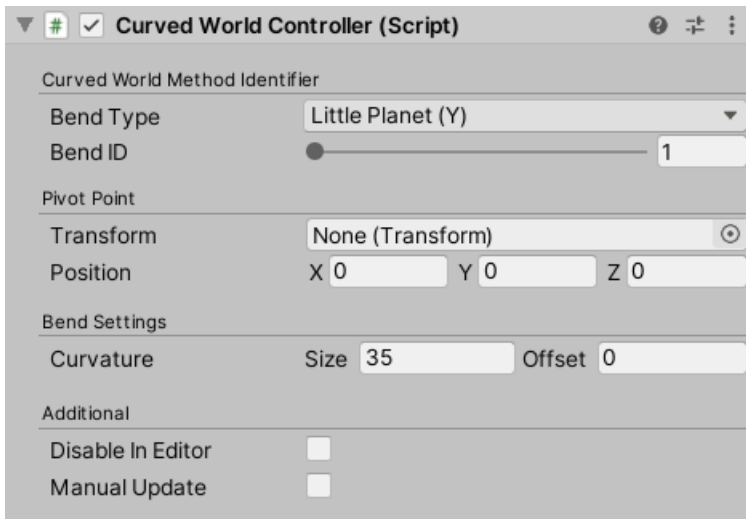 # Curved World Controller (Script)
Curved World Method Identifier
Bend Type Little Planet (Y)
Bend ID 1
Pivot Point
Transform None (Transform)
Position X 0 Y 0 Z 0
Bend Settings
Curvature Size 35 Offset 0
Additional
Disable In Editor
Manual Update